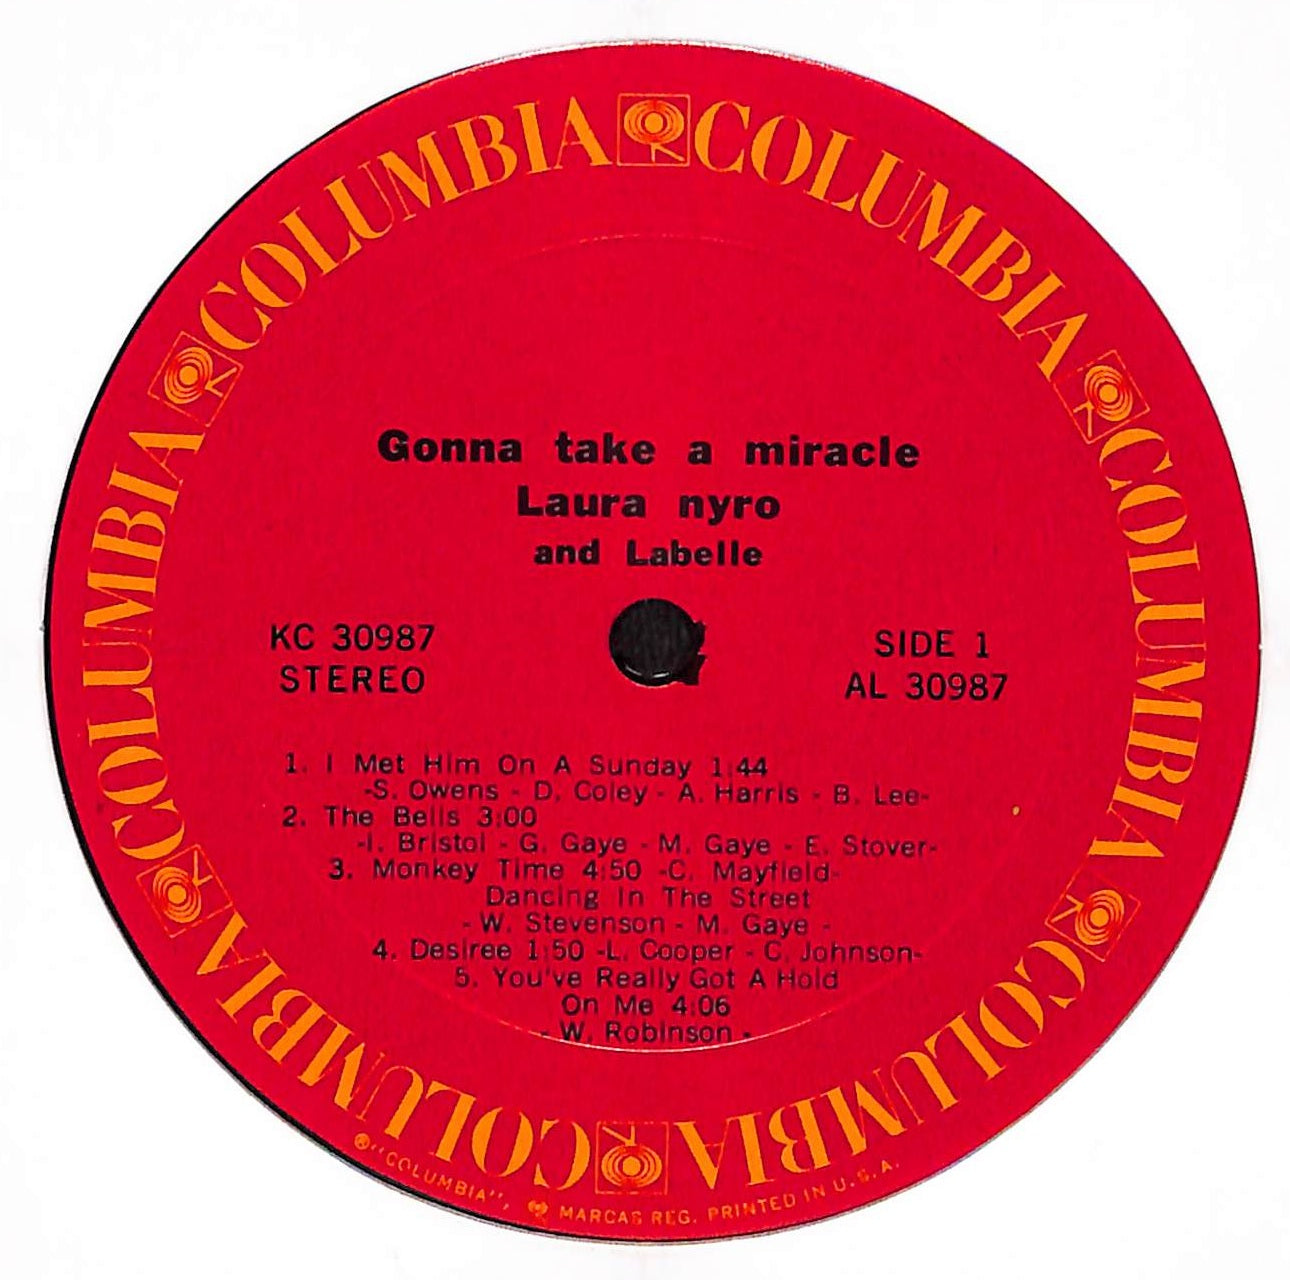 COLUMBIA COLUMBIA COLUMBIA COLUMBIA COLUMBIA COLUMBIA
Gonna take a miracle
Laura nyro
and Labelle
KC 30987
STEREO
SIDE 1
AL 30987
1. I Met Him On A Sunday 1:44
-S. Owens - D. Coley - A. Harris - B. Lee-
2. The Bells 3:00
-I. Bristol - G. Gaye - M. Gaye - E. Stover-
3. Monkey Time 4:50 -C. Mayfield-
Dancing In The Street
- W. Stevenson - M. Gaye -
4. Desiree 1:50 -L. Cooper - C. Johnson-
5. You've Really Got A Hold
On Me 4:06
- W. Robinson -
® "COLUMBIA", MARCAS REG. PRINTED IN U.S.A.